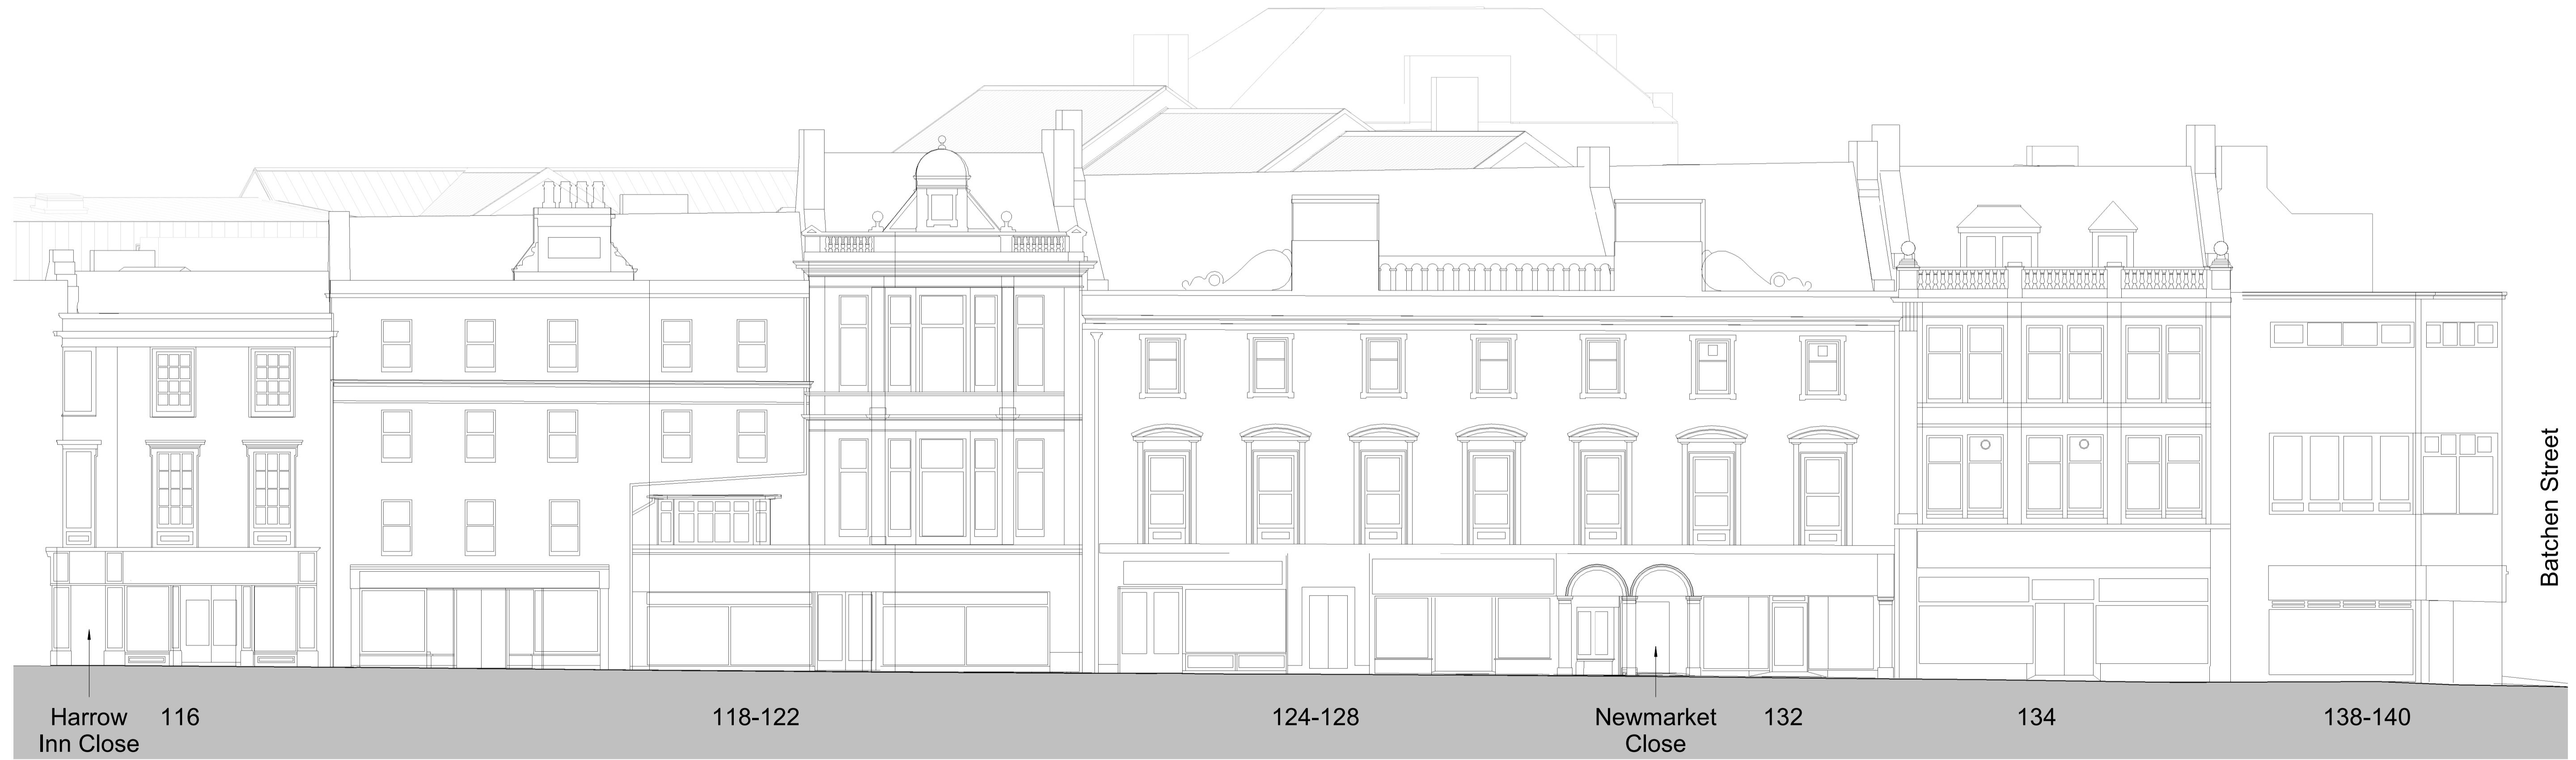 Harrow
Inn Close
116
118-122
124-128
Newmarket
Close
132
134
138-140
Batchen Street